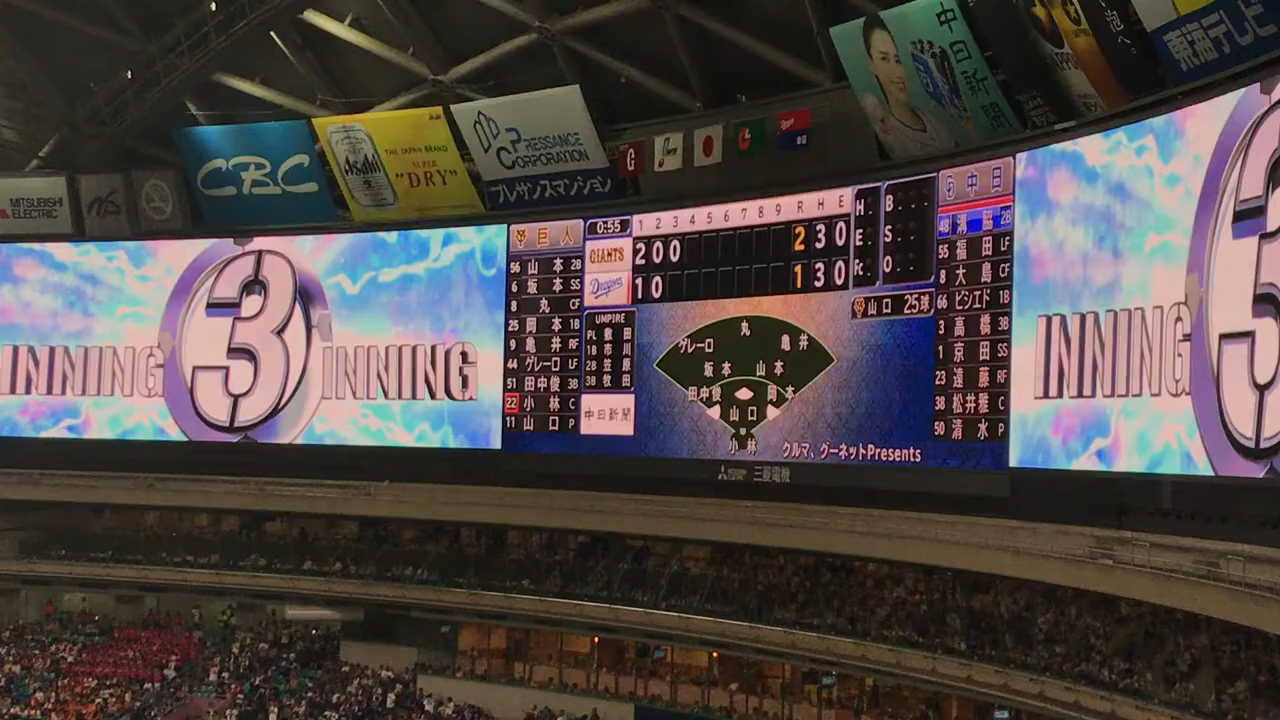 CBC
Asahi
生
THE JAPAN BRAND
SUPER
"DRY"
PRESSANCE
CORPORATION
プレサンスマンション
G
中日新聞
泡へ。
東海テレビ
MITSUBISHI
ELECTRIC
INNING 3 INNING
巨人
56 山本 2B
6 坂本 SS
8 丸 CF
25 岡本 1B
9 亀井 RF
44 ゲレーロ LF
51 田中俊 3B
22 小林 C
11 山口 P
0:55
1 2 3 4 5 6 7 8 9 R H E
GIANTS 2 0 0 2 3 0
Dragons 1 0 1 3 0
H
E
Fc
B
S
O
山口 25球
UMPIRE
PL 敷田
1B 市川
2B 笠原
3B 牧田
中日新聞
丸
ゲレーロ 亀井
坂本 山本
田中俊 岡本
山口
小林
クルマ、グーネットPresents
中日
48 溝脇 2B
55 福田 LF
8 大島 CF
66 ビシエド 1B
3 高橋 3B
1 京田 SS
23 遠藤 RF
38 松井雅 C
50 清水 P
INNING 3
三菱電機